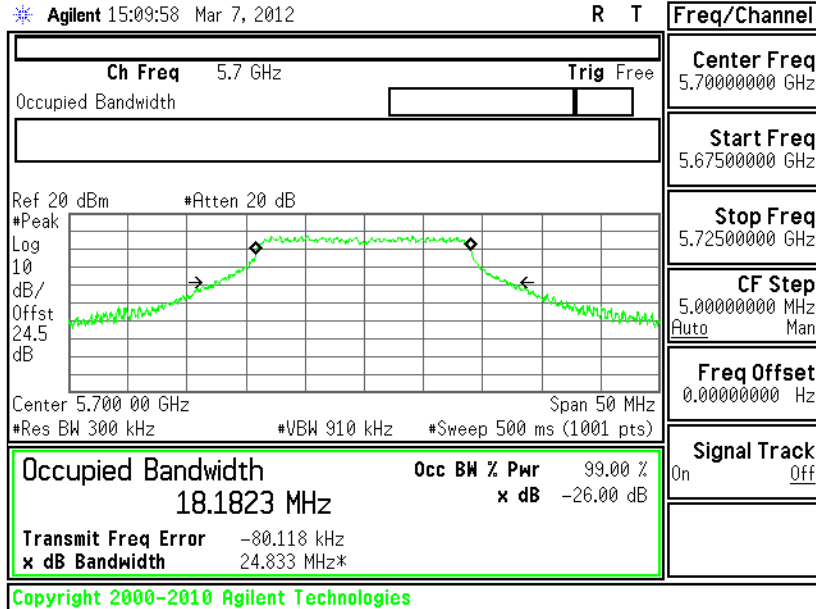 Agilent 15:09:58 Mar 7, 2012 R T
Freq/Channel
Ch Freq 5.7 GHz Trig Free
Occupied Bandwidth
Center Freq
5.70000000 GHz
Start Freq
5.67500000 GHz
Stop Freq
5.72500000 GHz
CF Step
5.00000000 MHz
Auto Man
Freq Offset
0.00000000 Hz
Signal Track
On Off
Ref 20 dBm #Atten 20 dB
#Peak
Log
10
dB/
Offst
24.5
dB
Center 5.700 00 GHz Span 50 MHz
#Res BW 300 kHz #VBW 910 kHz #Sweep 500 ms (1001 pts)
Occupied Bandwidth
18.1823 MHz
Occ BW % Pwr 99.00 %
x dB -26.00 dB
Transmit Freq Error -80.118 kHz
x dB Bandwidth 24.833 MHz*
Copyright 2000-2010 Agilent Technologies